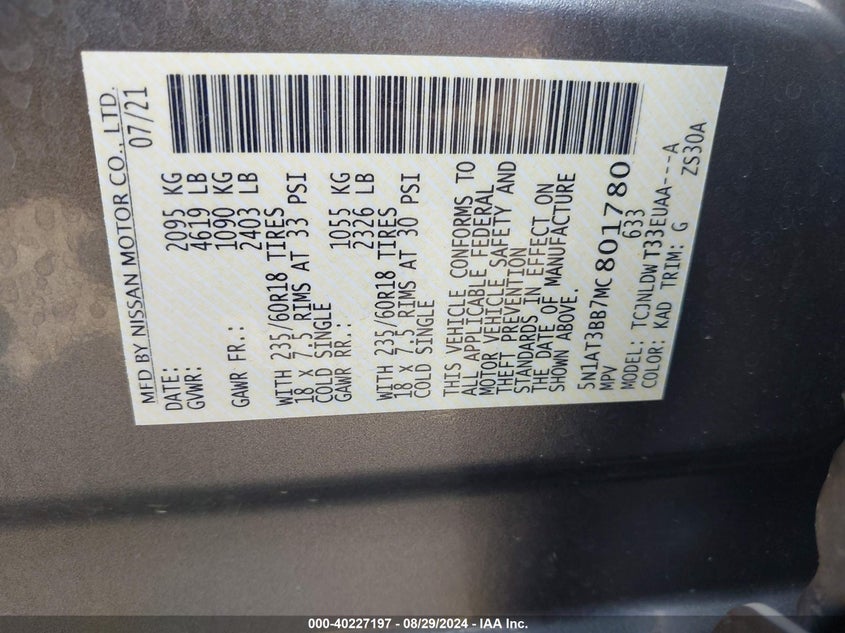 MFD BY NISSAN MOTOR CO., LTD.
DATE: 07/21
GVWR: 2095 KG
4619 LB
GAWR FR.: 1090 KG
2403 LB
WITH 235/60R18 TIRES
18 X 7.5 RIMS AT 33 PSI
COLD SINGLE
GAWR RR.: 1055 KG
2326 LB
WITH 235/60R18 TIRES
18 X 7.5 RIMS AT 30 PSI
COLD SINGLE
THIS VEHICLE CONFORMS TO
ALL APPLICABLE FEDERAL
MOTOR VEHICLE SAFETY AND
THEFT PREVENTION
STANDARDS IN EFFECT ON
THE DATE OF MANUFACTURE
SHOWN ABOVE.
5N1AT3BB7MC801780
MPV 633
MODEL: TCJNLDWT33EUAA---A
COLOR: KAD TRIM: G ZS30A
000-40227197 - 08/29/2024 - IAA Inc.